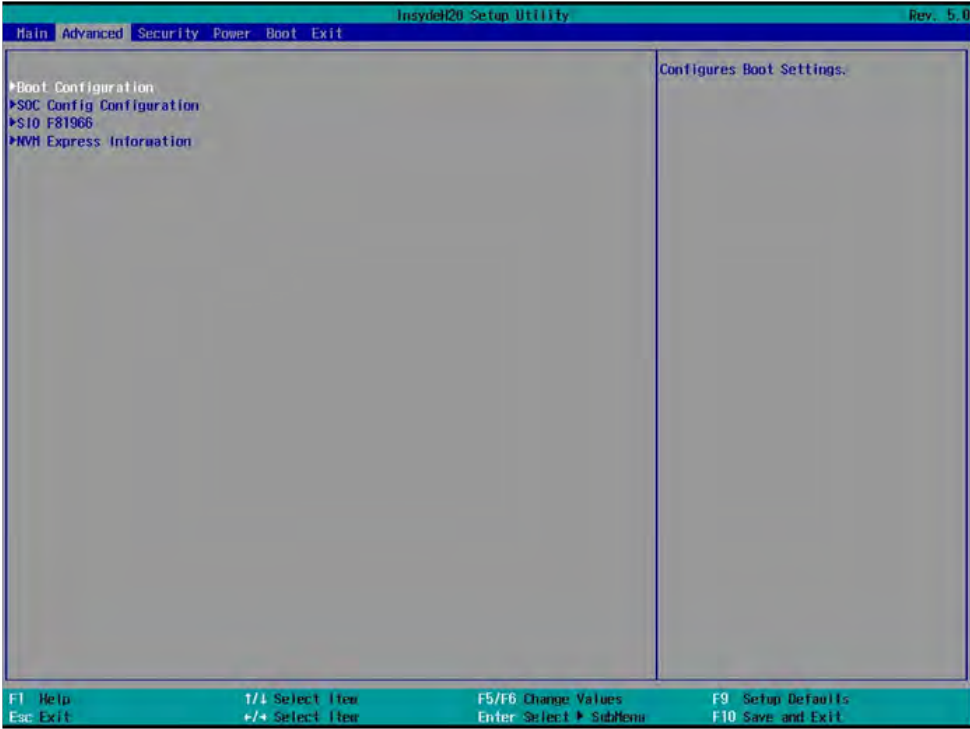 InsydeH20 Setup Utility Rev. 5.0
Main Advanced Security Power Boot Exit
▶Boot Configuration
▶SOC Config Configuration
▶SIO F81966
▶NVM Express Information
Configures Boot Settings.
F1 Help ↑/↓ Select Item F5/F6 Change Values F9 Setup Defaults
Esc Exit ←/→ Select Item Enter Select ▶ SubMenu F10 Save and Exit